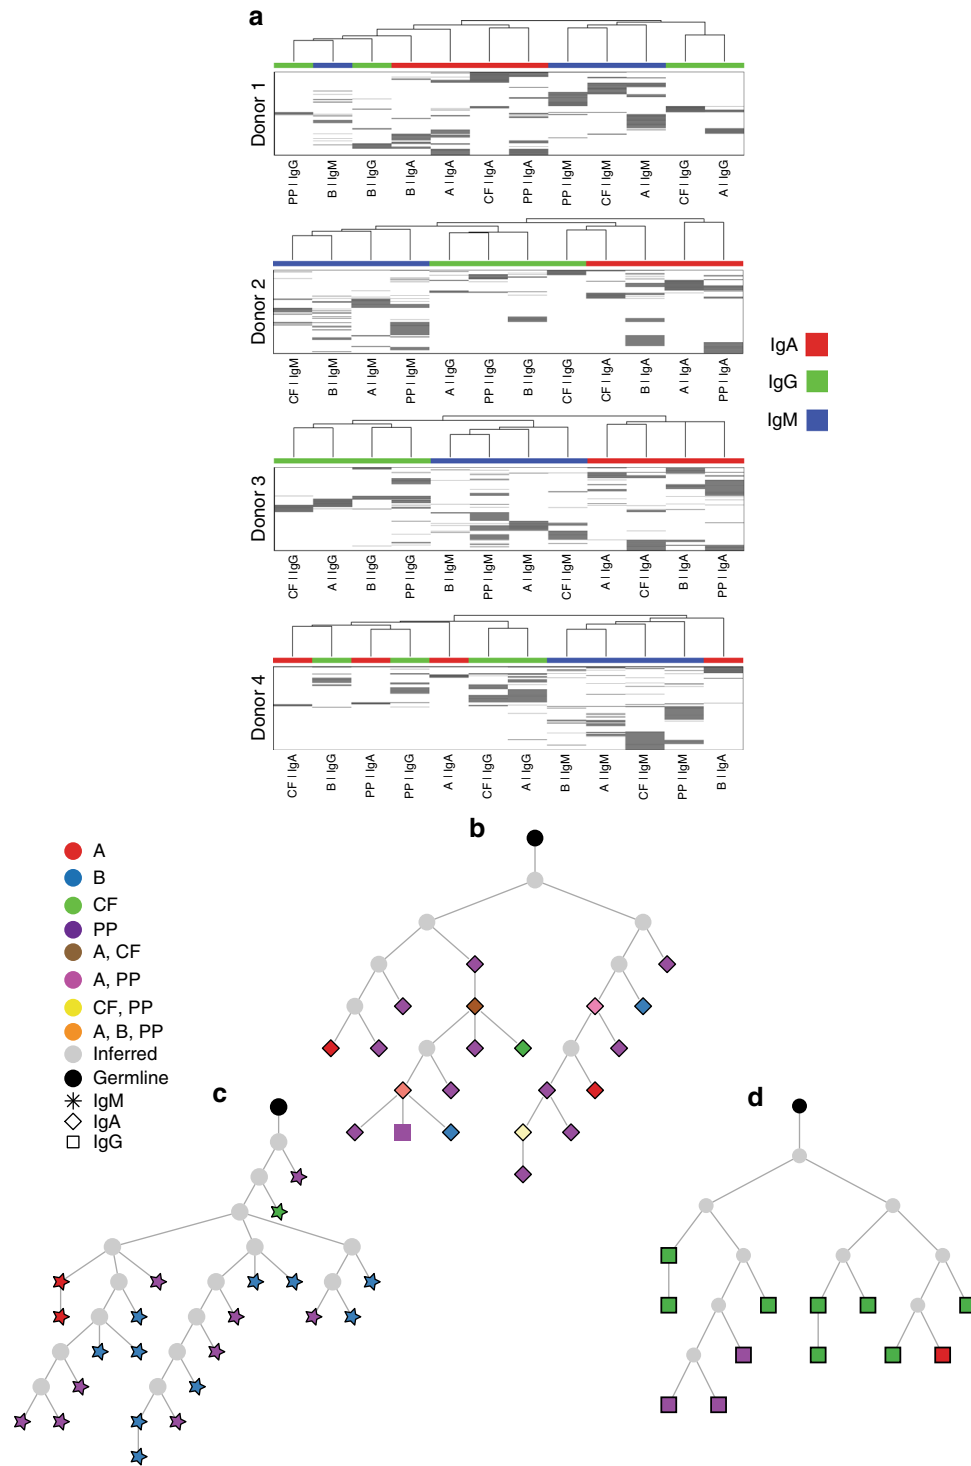 a
Donor 1
PP | IgG
B | IgM
B | IgG
B | IgA
A | IgA
CF | IgA
PP | IgA
PP | IgM
CF | IgM
A | IgM
CF | IgG
A | IgG
Donor 2
CF | IgM
B | IgM
A | IgM
PP | IgM
A | IgG
PP | IgG
B | IgG
CF | IgG
CF | IgA
B | IgA
A | IgA
PP | IgA
IgA
IgG
IgM
Donor 3
CF | IgG
A | IgG
B | IgG
PP | IgG
B | IgM
PP | IgM
A | IgM
CF | IgM
A | IgA
CF | IgA
B | IgA
PP | IgA
Donor 4
CF | IgA
B | IgG
PP | IgA
PP | IgG
A | IgA
CF | IgG
A | IgG
B | IgM
A | IgM
CF | IgM
PP | IgM
B | IgA
b
A
B
CF
PP
A, CF
A, PP
CF, PP
A, B, PP
Inferred
Germline
IgM
IgA
IgG
c
d